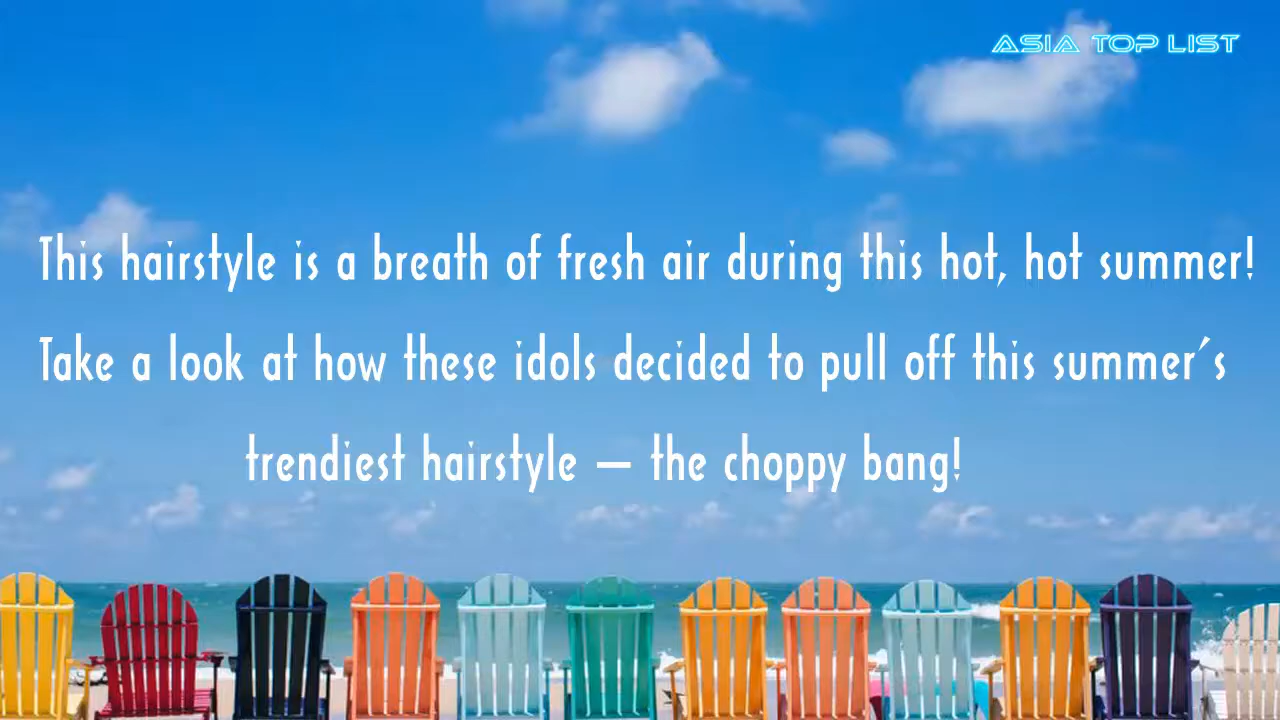 ASIA TOP LIST
This hairstyle is a breath of fresh air during this hot, hot summer!
Take a look at how these idols decided to pull off this summer´s
trendiest hairstyle – the choppy bang!